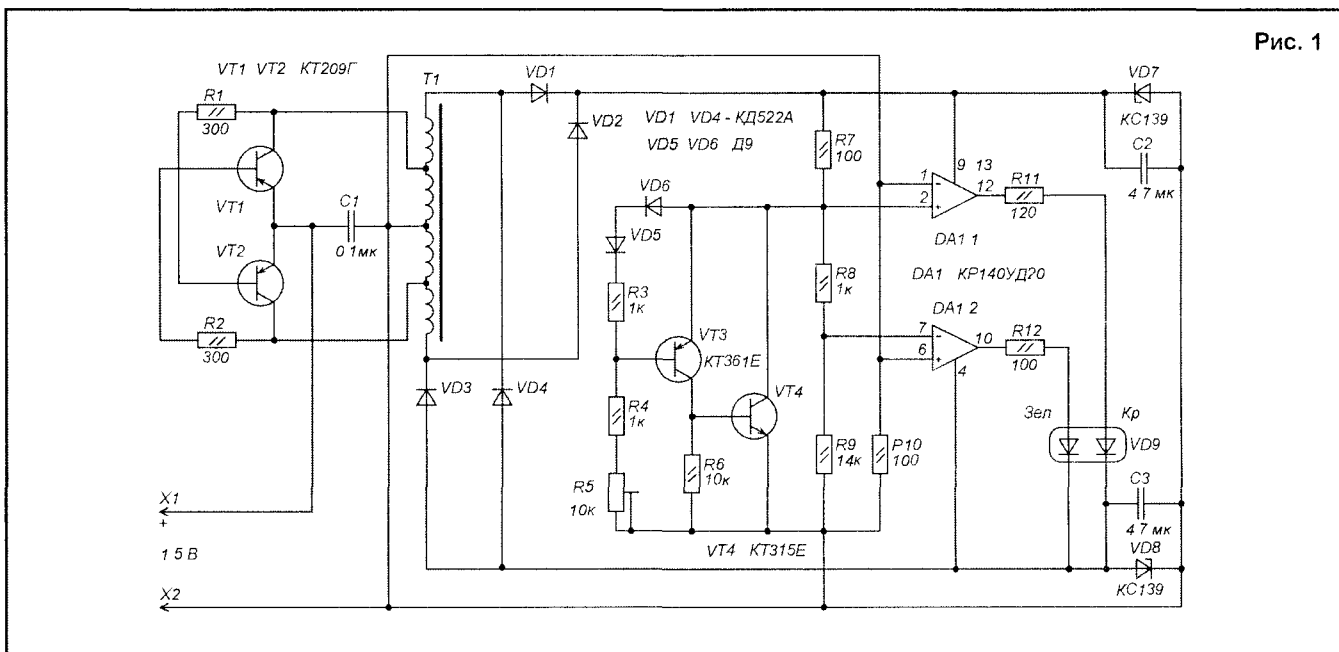 Рис. 1
VT1 VT2 КТ209Г
R1
300
VT1
VT2
R2
300
C1
0 1мк
T1
VD1
VD2
VD1 VD4 - КД522А
VD5 VD6 Д9
VD6
VD5
R3
1к
VT3
КТ361Е
R4
1к
R5
10к
R6
10к
VT4
VT4 КТ315Е
VD3
VD4
R7
100
R8
1к
R9
14к
Р10
100
1
2
9 13
12
DA1 1
DA1 КР140УД20
DA1 2
7
6
10
4
R11
120
R12
100
Зел
Кр
VD9
VD7
КС139
C2
4 7 мк
C3
4 7 мк
VD8
КС139
X1
+
1 5 В
X2